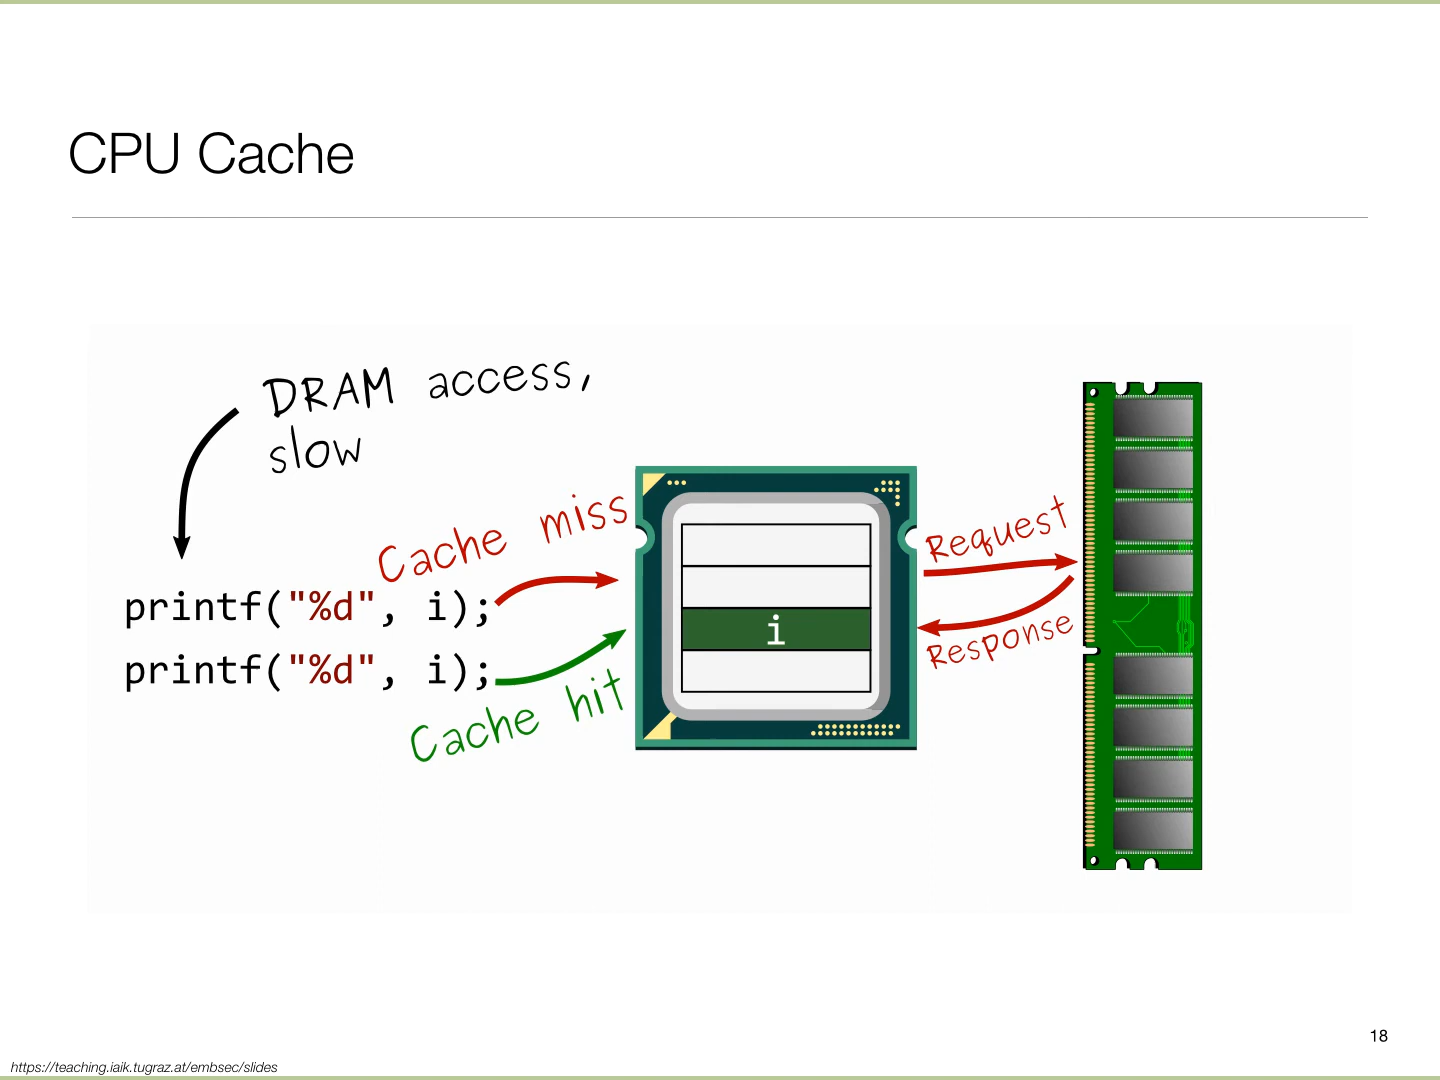 CPU Cache
DRAM access,
slow
Cache miss
printf("%d", i);
printf("%d", i);
Cache hit
i
Request
Response
18
https://teaching.iaik.tugraz.at/embsec/slides